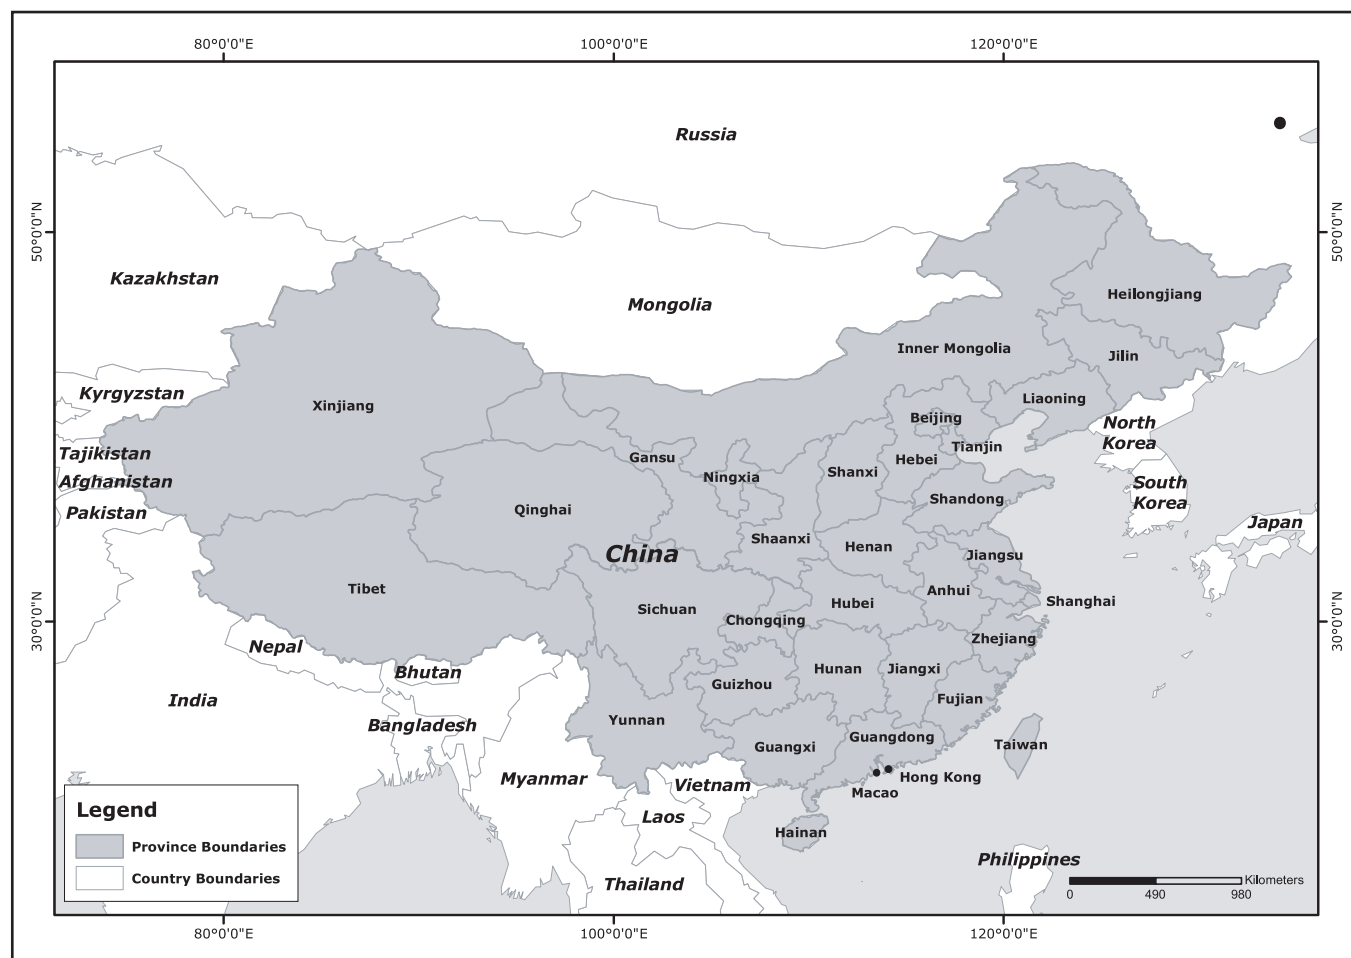 80°0'0"E
100°0'0"E
120°0'0"E
50°0'0"N
50°0'0"N
30°0'0"N
30°0'0"N
Russia
Kazakhstan
Mongolia
Heilongjiang
Inner Mongolia
Jilin
Kyrgyzstan
Xinjiang
Liaoning
Beijing
North
Korea
Tianjin
Tajikistan
Gansu
Hebei
Shanxi
Ningxia
Afghanistan
South
Korea
Shandong
Pakistan
Qinghai
Japan
Shaanxi
Henan
China
Jiangsu
Tibet
Anhui
Shanghai
Hubei
Sichuan
Chongqing
Zhejiang
Nepal
Bhutan
Hunan
Jiangxi
Guizhou
Fujian
India
Yunnan
Bangladesh
Guangdong
Guangxi
Taiwan
Myanmar
Vietnam
Hong Kong
Macao
Laos
Hainan
Philippines
Thailand
Legend
Province Boundaries
Country Boundaries
Kilometers
0
490
980
80°0'0"E
100°0'0"E
120°0'0"E